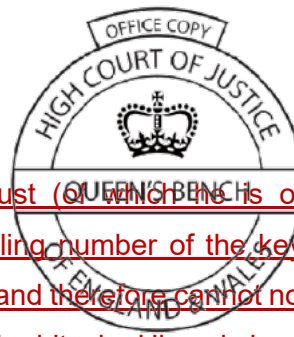 OFFICE COPY
HIGH COURT OF JUSTICE
QUEEN'S BENCH
OF ENGLAND & WALES
ust (of which he is o
ling number of the key
and therefore cannot no